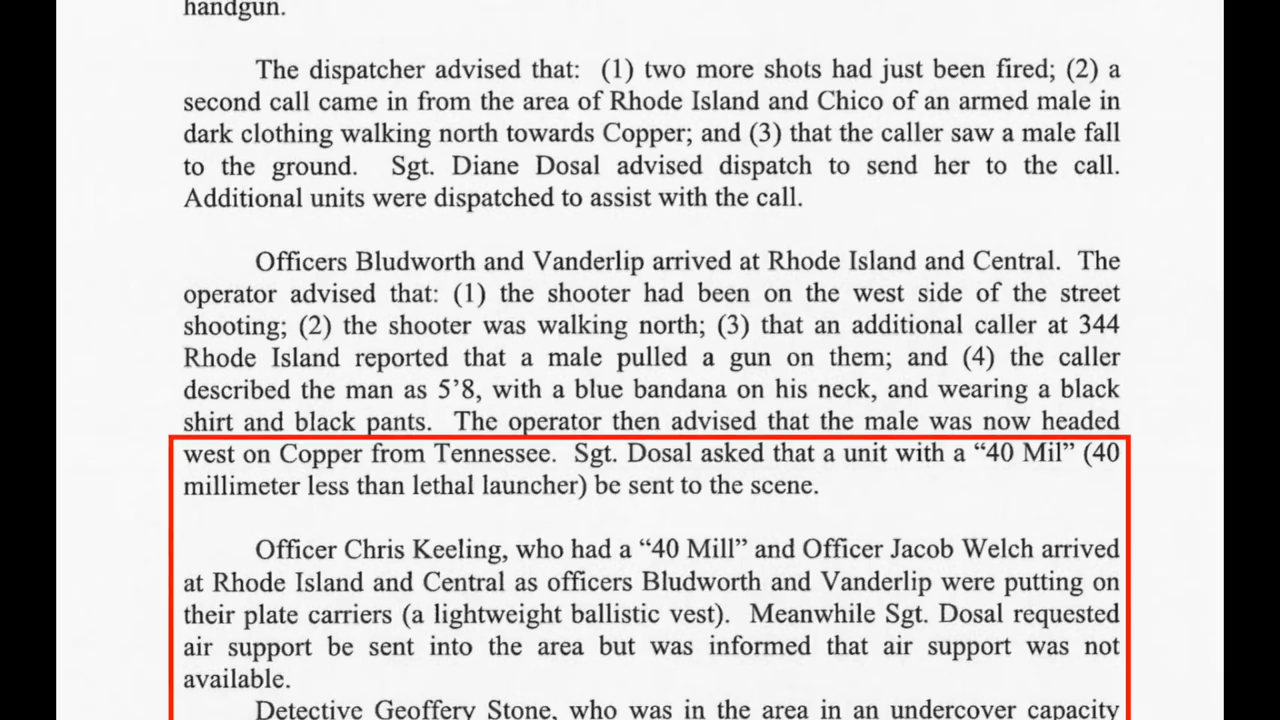 handgun.
The dispatcher advised that: (1) two more shots had just been fired; (2) a
second call came in from the area of Rhode Island and Chico of an armed male in
dark clothing walking north towards Copper; and (3) that the caller saw a male fall
to the ground. Sgt. Diane Dosal advised dispatch to send her to the call.
Additional units were dispatched to assist with the call.
Officers Bludworth and Vanderlip arrived at Rhode Island and Central. The
operator advised that: (1) the shooter had been on the west side of the street
shooting; (2) the shooter was walking north; (3) that an additional caller at 344
Rhode Island reported that a male pulled a gun on them; and (4) the caller
described the man as 5’8, with a blue bandana on his neck, and wearing a black
shirt and black pants. The operator then advised that the male was now headed
west on Copper from Tennessee. Sgt. Dosal asked that a unit with a “40 Mil” (40
millimeter less than lethal launcher) be sent to the scene.
Officer Chris Keeling, who had a “40 Mill” and Officer Jacob Welch arrived
at Rhode Island and Central as officers Bludworth and Vanderlip were putting on
their plate carriers (a lightweight ballistic vest). Meanwhile Sgt. Dosal requested
air support be sent into the area but was informed that air support was not
available.
Detective Geoffery Stone, who was in the area in an undercover capacity